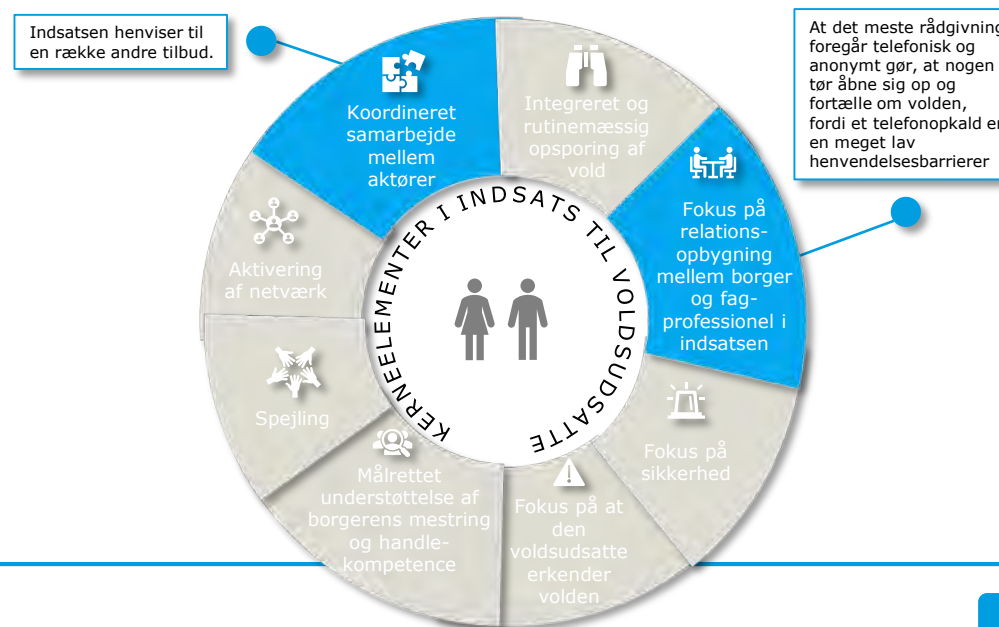 Indsatsen henviser til
en række andre tilbud.
At det meste rådgivning
foregår telefonisk og
anonymt gør, at nogen
tør åbne sig op og
fortælle om volden,
fordi et telefonopkald er
en meget lav
henvendelsesbarrierer
Koordineret
samarbejde
mellem
aktører
Integreret og
rutinemæssig
opsporing af
vold
Fokus på
relations-
opbygning
mellem borger
og fag-
professionel i
indsatsen
Fokus på
sikkerhed
Fokus på at
den
voldsudsatte
erkender
volden
Målrettet
understøttelse af
borgerens mestring
og handle-
kompetence
Spejling
Aktivering
af netværk
KERNEELEMENTER I INDSATS TIL VOLDSUDSATTE